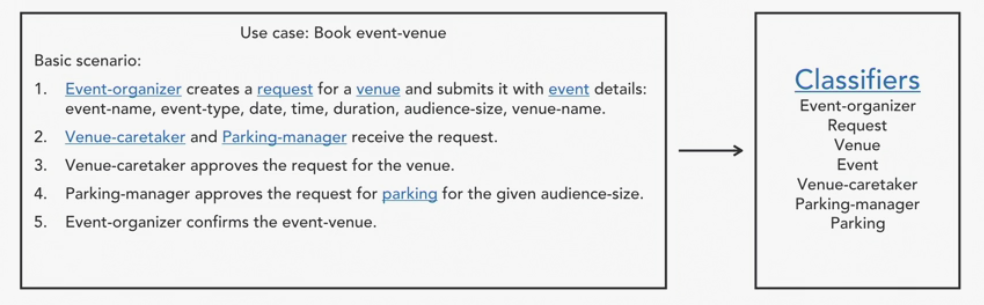 Use case: Book event-venue
Basic scenario:
1. Event-organizer creates a request for a venue and submits it with event details:
event-name, event-type, date, time, duration, audience-size, venue-name.
2. Venue-caretaker and Parking-manager receive the request.
3. Venue-caretaker approves the request for the venue.
4. Parking-manager approves the request for parking for the given audience-size.
5. Event-organizer confirms the event-venue.
Classifiers
Event-organizer
Request
Venue
Event
Venue-caretaker
Parking-manager
Parking